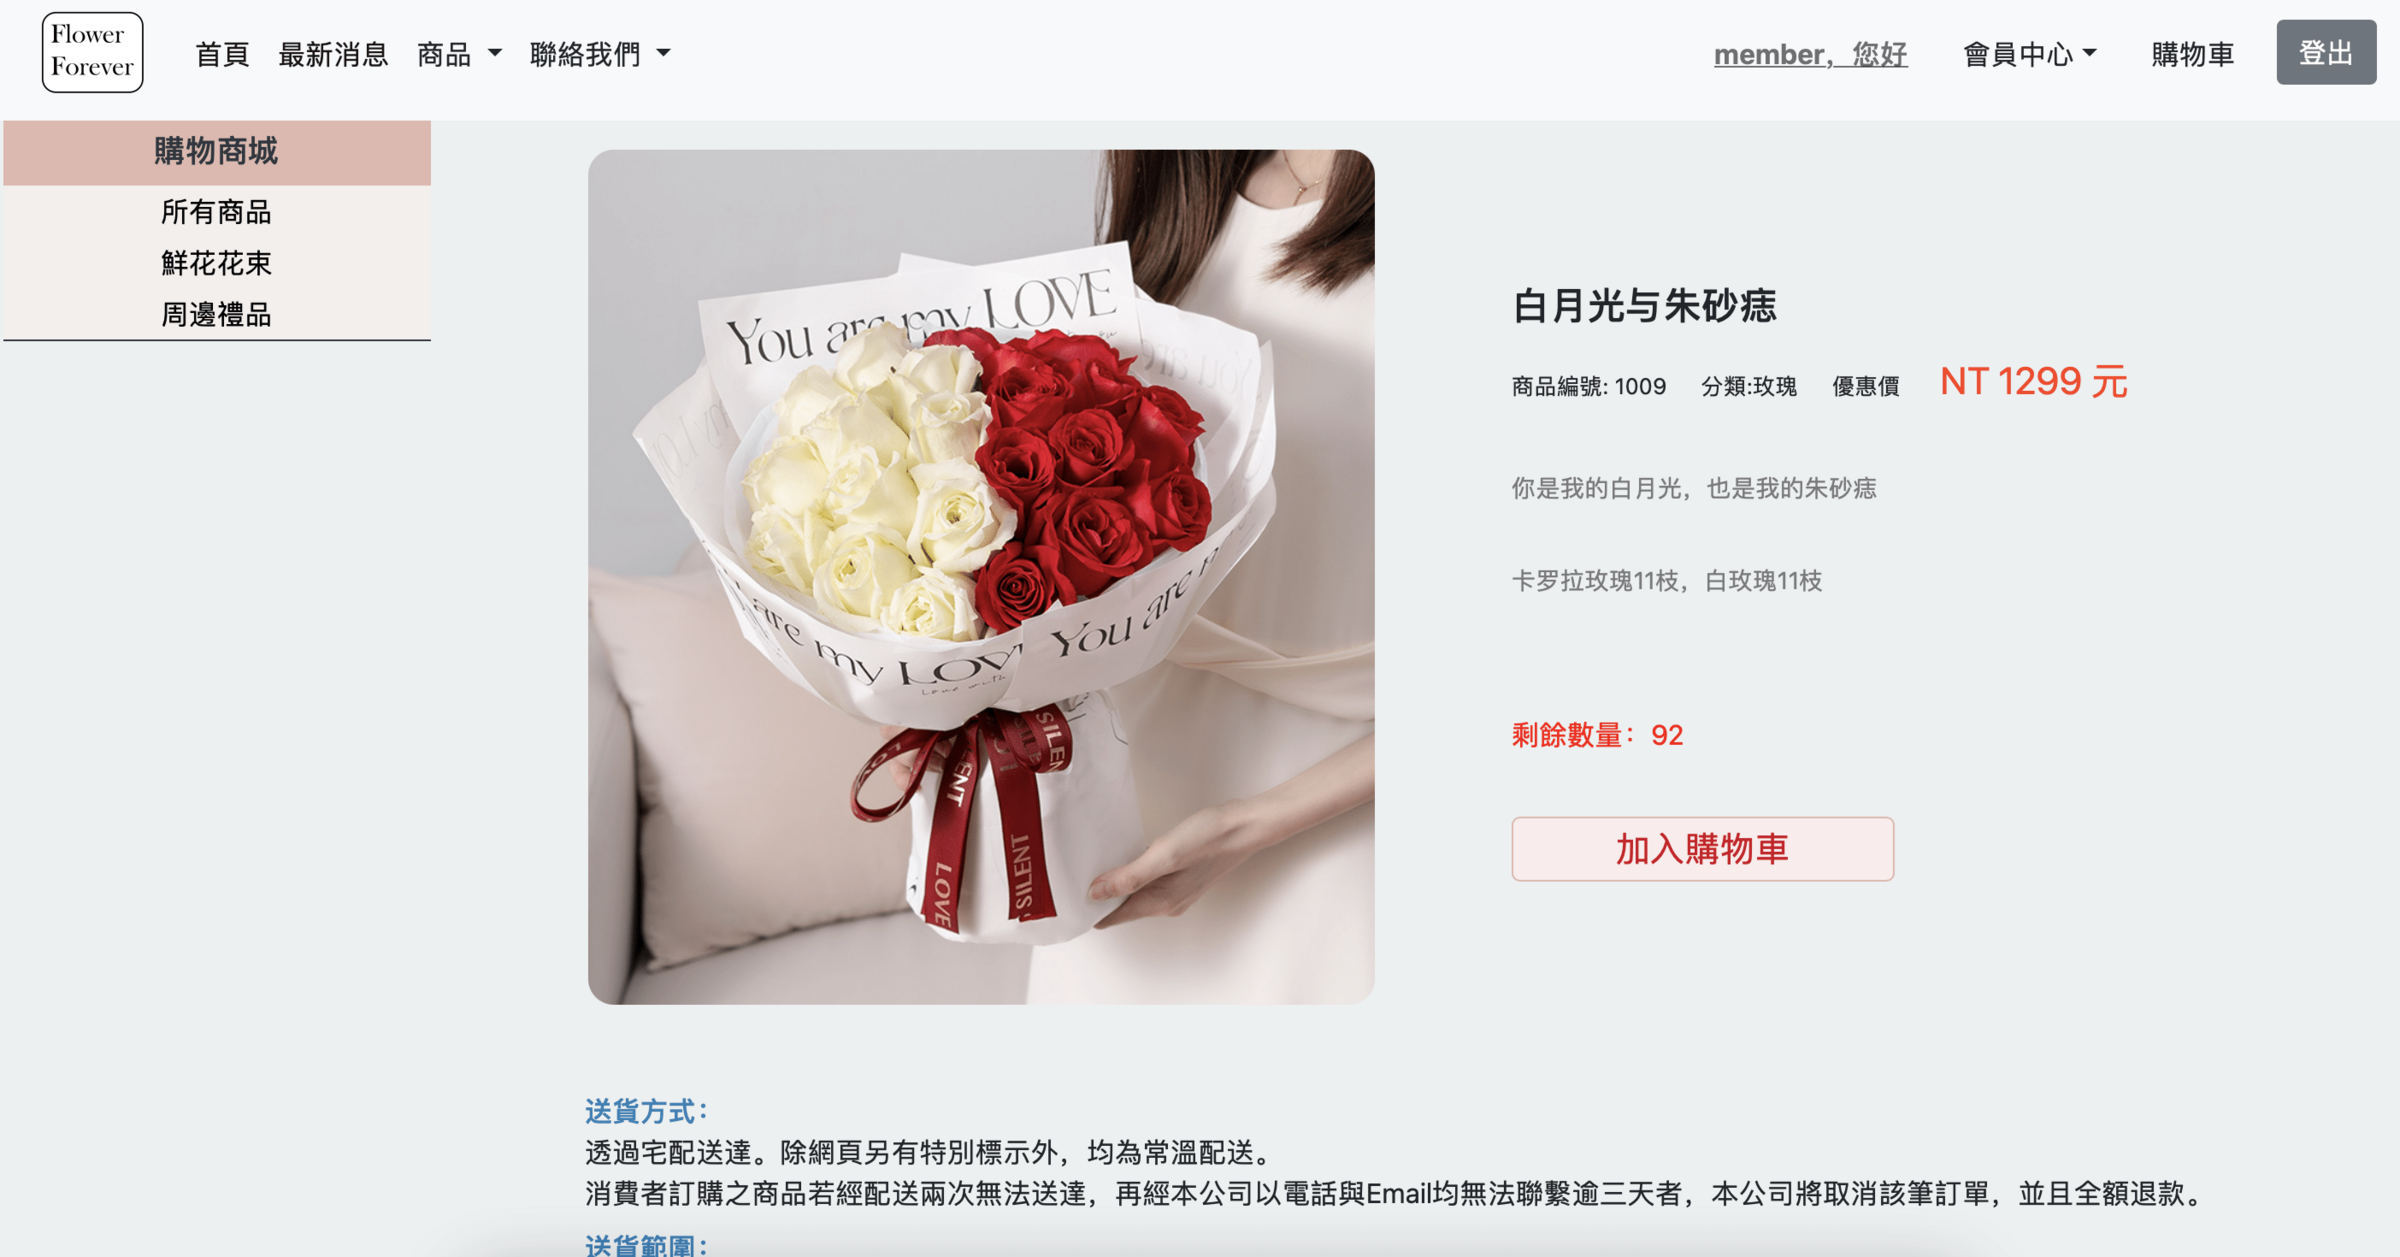 Flower
Forever
首頁 最新消息 商品 聯絡我們 member，您好 會員中心 購物車 登出
購物商城
所有商品
鮮花花束
周邊禮品
You are my LOVE
are my LOVE
love with
You are
SILENT
LOVE
SILENT
白月光与朱砂痣
商品編號: 1009 分類:玫瑰 優惠價 NT 1299 元
你是我的白月光，也是我的朱砂痣
卡罗拉玫瑰11枝，白玫瑰11枝
剩餘數量：92
加入購物車
送貨方式：
透過宅配送達。除網頁另有特別標示外，均為常溫配送。
消費者訂購之商品若經配送兩次無法送達，再經本公司以電話與Email均無法聯繫逾三天者，本公司將取消該筆訂單，並且全額退款。
送貨範圍：